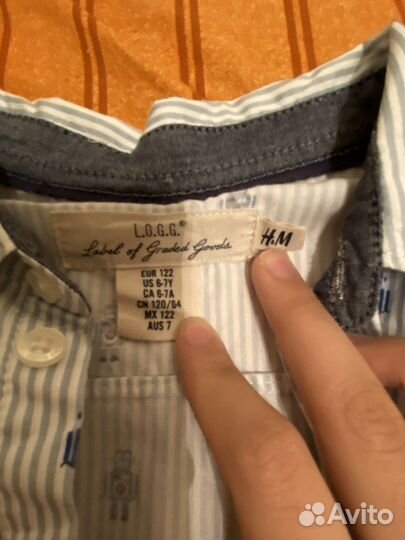 L.O.G.G.®
Label of Graded Goods
H&M
EUR 122
US 6-7Y
CA 6-7A
CN 120/64
MX 122
AUS 7
Avito